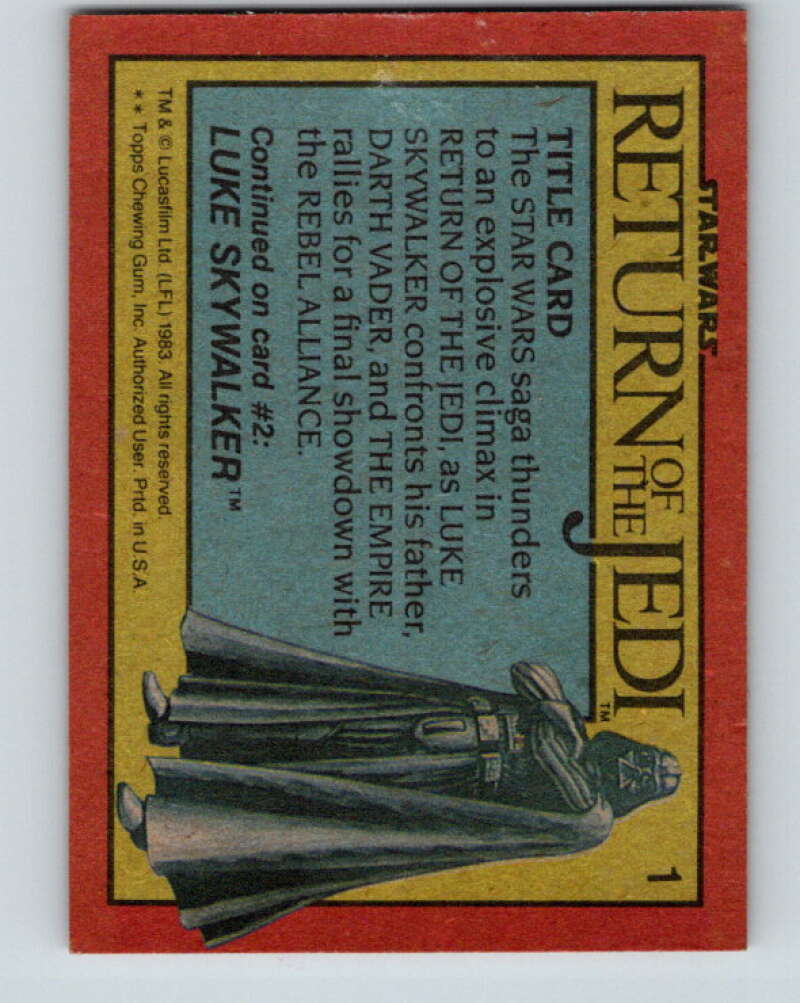 STAR WARS™
RETURN OF THE JEDI™
1
TITLE CARD
The STAR WARS saga thunders
to an explosive climax in
RETURN OF THE JEDI, as LUKE
SKYWALKER confronts his father,
DARTH VADER, and THE EMPIRE
rallies for a final showdown with
the REBEL ALLIANCE.
Continued on card #2:
LUKE SKYWALKER™
TM & © Lucasfilm Ltd. (LFL) 1983. All rights reserved.
** Topps Chewing Gum, Inc. Authorized User. Prtd. in U.S.A